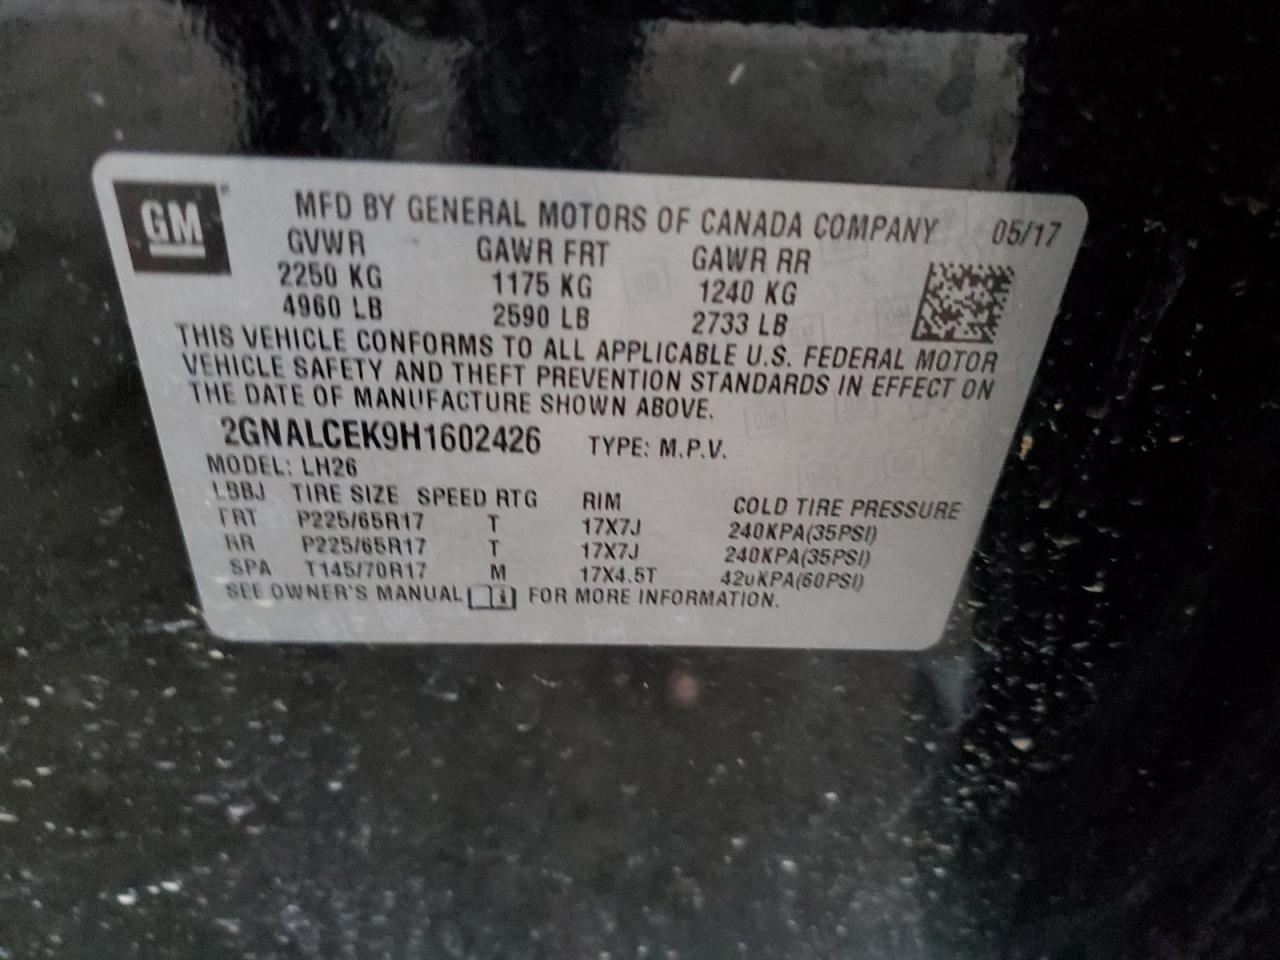 GM
MFD BY GENERAL MOTORS OF CANADA COMPANY 05/17
GVWR GAWR FRT GAWR RR
2250 KG 1175 KG 1240 KG
4960 LB 2590 LB 2733 LB
THIS VEHICLE CONFORMS TO ALL APPLICABLE U.S. FEDERAL MOTOR
VEHICLE SAFETY AND THEFT PREVENTION STANDARDS IN EFFECT ON
THE DATE OF MANUFACTURE SHOWN ABOVE.
2GNALCEK9H1602426 TYPE: M.P.V.
MODEL: LH26
LBBJ TIRE SIZE SPEED RTG RIM COLD TIRE PRESSURE
FRT P225/65R17 T 17X7J 240KPA(35PSI)
RR P225/65R17 T 17X7J 240KPA(35PSI)
SPA T145/70R17 M 17X4.5T 420KPA(60PSI)
SEE OWNER'S MANUAL FOR MORE INFORMATION.